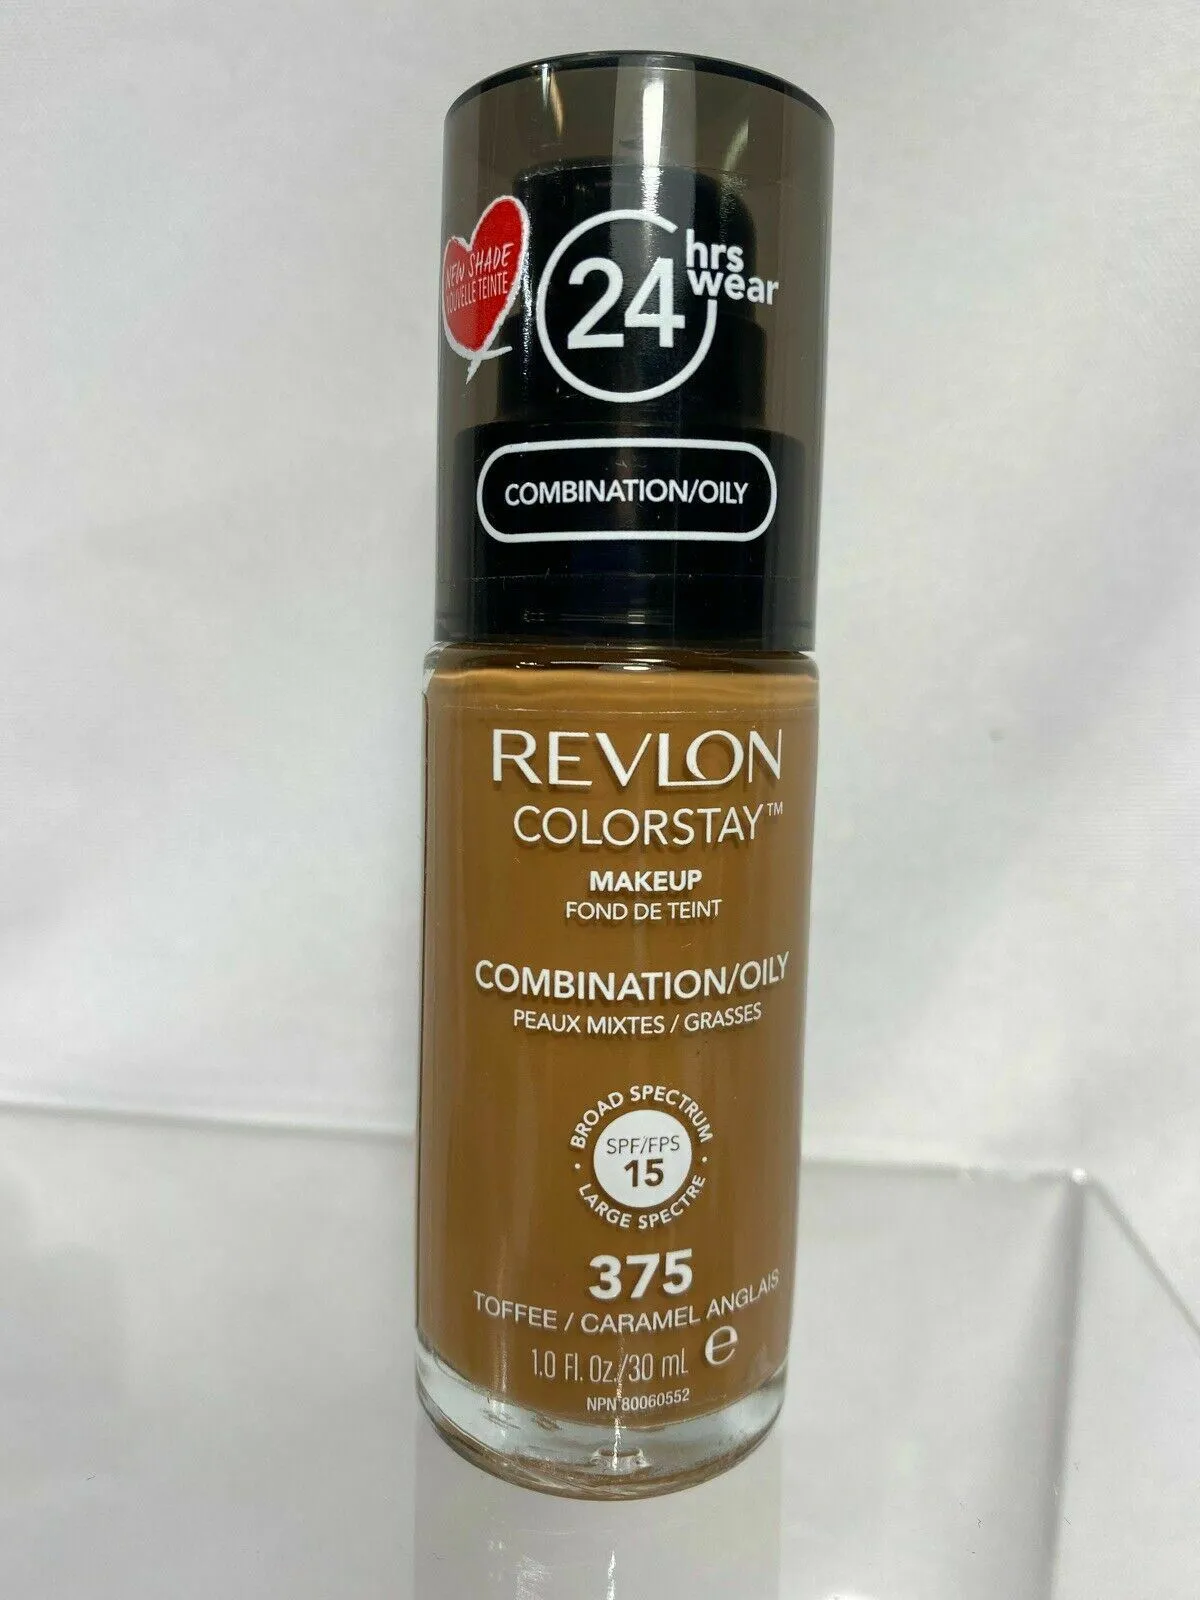 NEW SHADE
NOUVELLE TEINTE
24 hrs wear
COMBINATION/OILY
REVLON
COLORSTAY™
MAKEUP
FOND DE TEINT
COMBINATION/OILY
PEAUX MIXTES / GRASSES
BROAD SPECTRUM
SPF/FPS
15
LARGE SPECTRE
375
TOFFEE / CARAMEL ANGLAIS
1.0 Fl. Oz./30 mL e
NPN 80060552